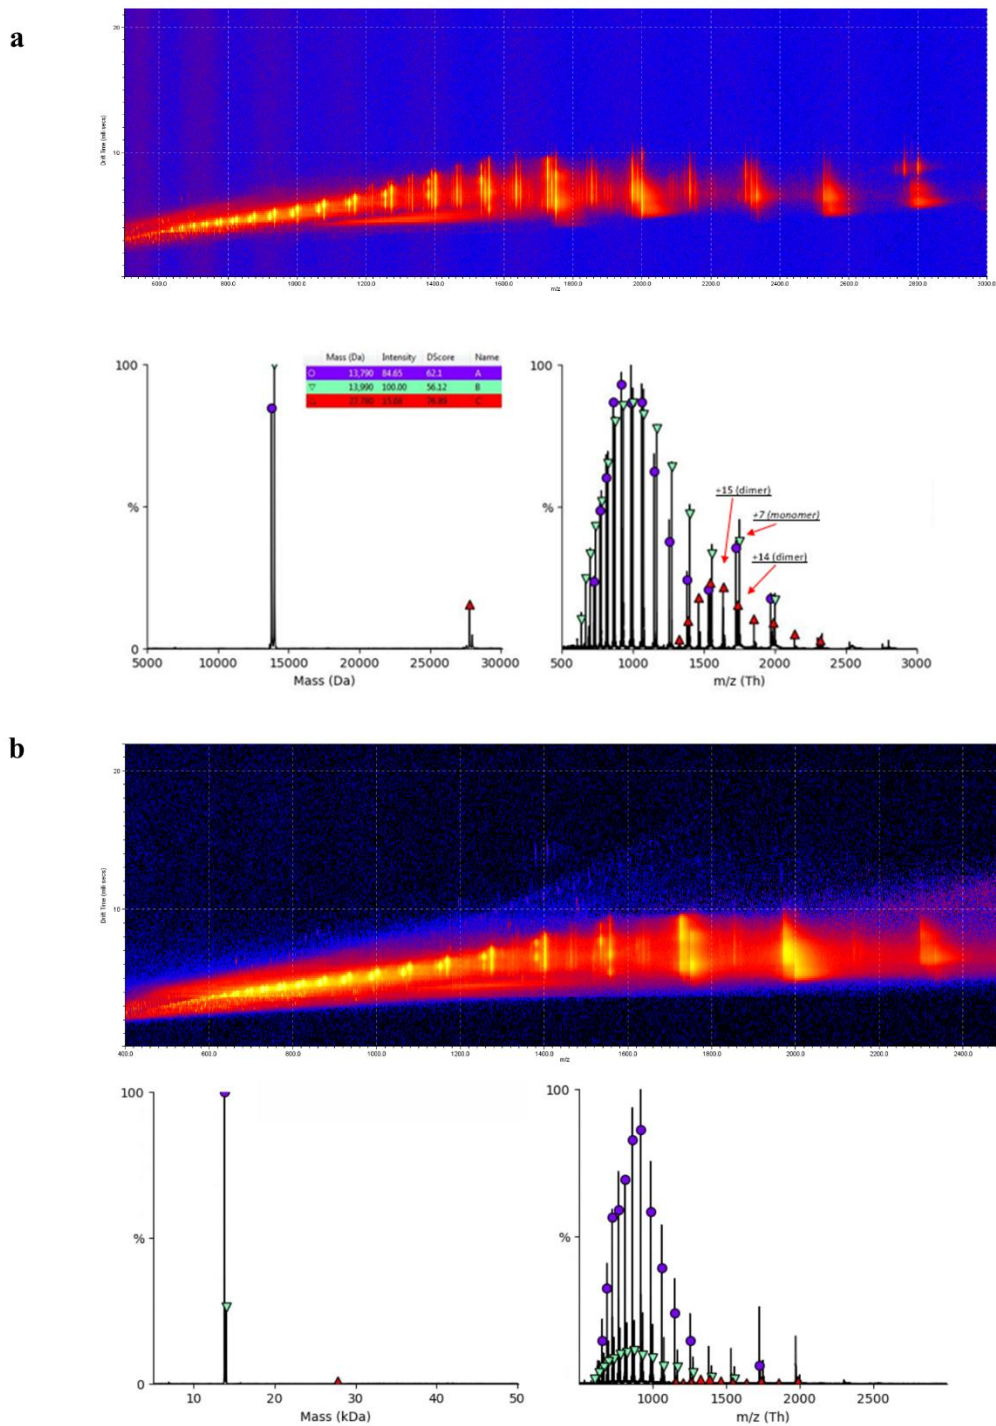 a
20
10
Drift Time (milli secs)
600.0 800.0 1000.0 1200.0 1400.0 1600.0 1800.0 2000.0 2200.0 2400.0 2600.0 2800.0 3000.0
m/z
Mass (Da) Intensity DScore Name
13,790 84.65 62.1 A
13,990 100.00 56.12 B
27,780 C
100
%
0
5000 10000 15000 20000 25000 30000
Mass (Da)
100
%
0
+15 (dimer)
+7 (monomer)
+14 (dimer)
500 1000 1500 2000 2500 3000
m/z (Th)
b
20
10
Drift Time (milli secs)
400.0 600.0 800.0 1000.0 1200.0 1400.0 1600.0 1800.0 2000.0 2200.0 2400.0
m/z
100
%
0
10 20 30 40 50
Mass (kDa)
100
%
0
1000 1500 2000 2500
m/z (Th)